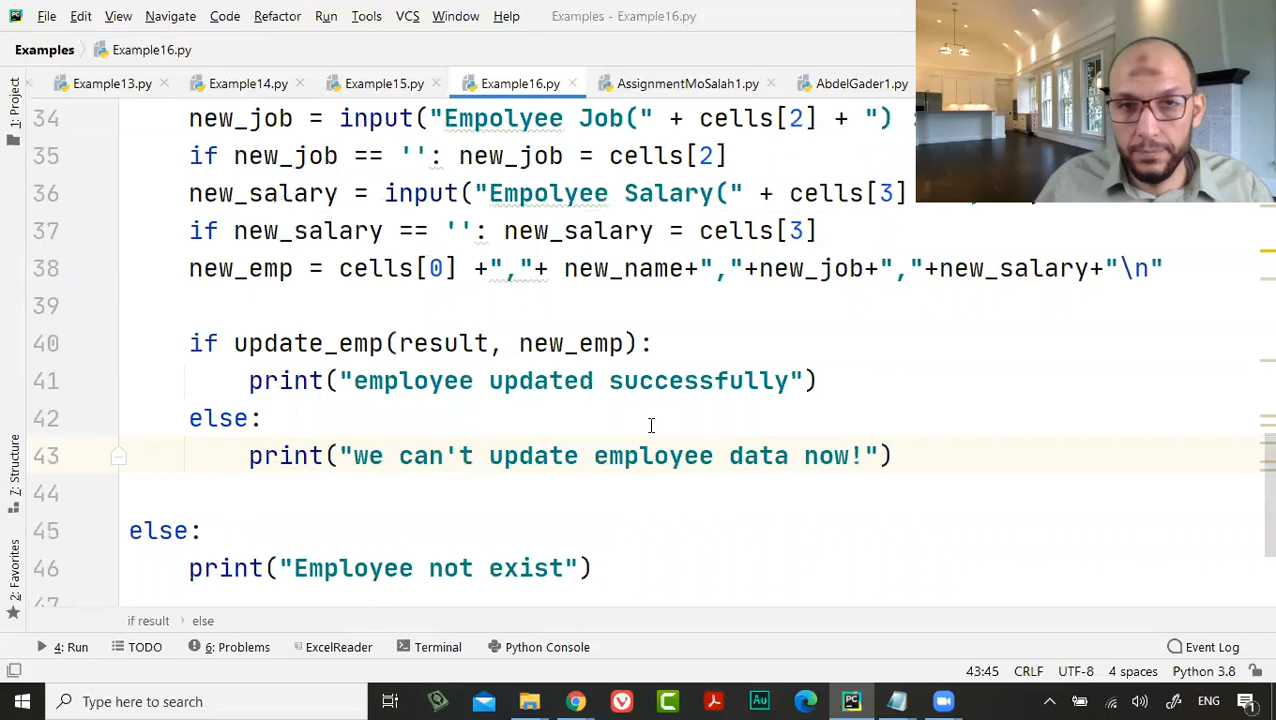 File Edit View Navigate Code Refactor Run Tools VCS Window Help Examples - Example16.py
Examples Example16.py
Example13.py Example14.py Example15.py Example16.py AssignmentMoSalah1.py AbdelGader1.py
34 new_job = input("Empolyee Job(" + cells[2] + ")
35 if new_job == '': new_job = cells[2]
36 new_salary = input("Empolyee Salary(" + cells[3]
37 if new_salary == '': new_salary = cells[3]
38 new_emp = cells[0] +","+ new_name+","+new_job+","+new_salary+"\n"
39
40 if update_emp(result, new_emp):
41 print("employee updated successfully")
42 else:
43 print("we can't update employee data now!")
44
45 else:
46 print("Employee not exist")
47
if result else
4: Run TODO 6: Problems ExcelReader Terminal Python Console Event Log
43:45 CRLF UTF-8 4 spaces Python 3.8
Type here to search ENG
1: Project
7: Structure
2: Favorites